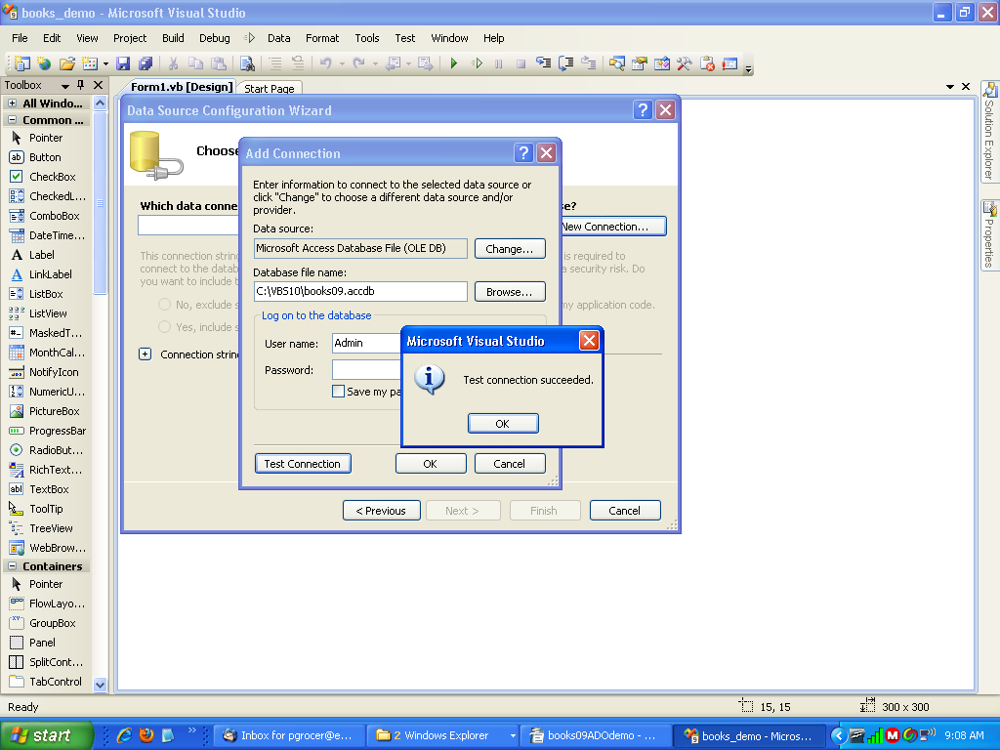 books_demo - Microsoft Visual Studio
File Edit View Project Build Debug Data Format Tools Test Window Help
Toolbox
Form1.vb [Design] Start Page
All Windo...
Common ...
Pointer
Button
CheckBox
CheckedL...
ComboBox
DateTime...
Label
LinkLabel
ListBox
ListView
MaskedT...
MonthCal...
NotifyIcon
NumericU...
PictureBox
ProgressBar
RadioBut...
RichText...
TextBox
ToolTip
TreeView
WebBrow...
Containers
Pointer
FlowLayo...
GroupBox
Panel
SplitCont...
TabControl
Data Source Configuration Wizard
Choose
Which data conne
se?
New Connection...
This connection string
is required to
connect to the datab
a security risk. Do
you want to include t
No, exclude s
my application code.
Yes, include s
Connection string
< Previous Next > Finish Cancel
Add Connection
Enter information to connect to the selected data source or
click "Change" to choose a different data source and/or
provider.
Data source:
Microsoft Access Database File (OLE DB) Change...
Database file name:
C:\VBS10\books09.accdb Browse...
Log on to the database
User name: Admin
Password:
Save my pa
Test Connection OK Cancel
Microsoft Visual Studio
Test connection succeeded.
OK
Solution Explorer
Properties
Ready 15, 15 300 x 300
start Inbox for pgrocer@e... 2 Windows Explorer books09ADOdemo - ... books_demo - Micros... 9:08 AM